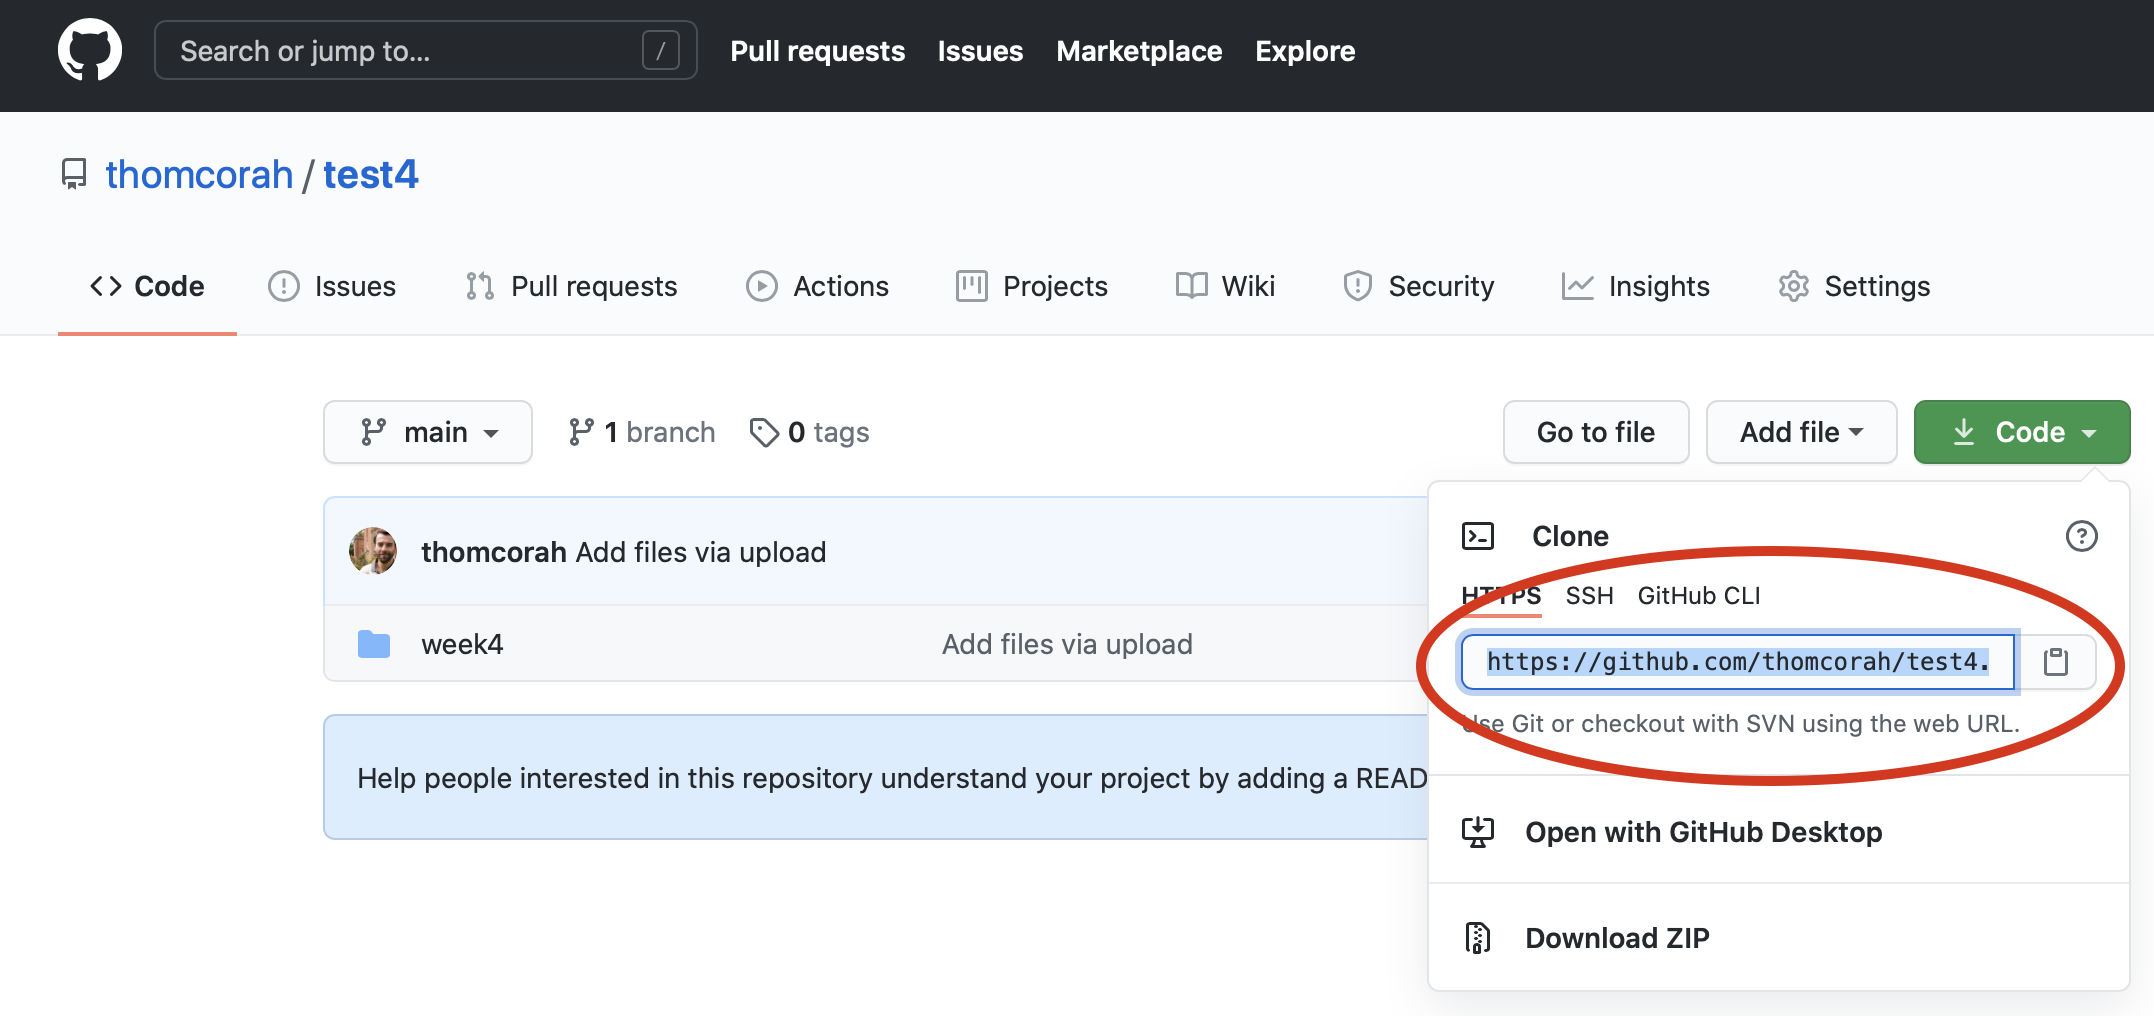 Search or jump to... /
Pull requests Issues Marketplace Explore
thomcorah / test4
Code Issues Pull requests Actions Projects Wiki Security Insights Settings
main 1 branch 0 tags Go to file Add file Code
thomcorah Add files via upload
week4 Add files via upload
Help people interested in this repository understand your project by adding a READ
Clone ?
HTTPS SSH GitHub CLI
https://github.com/thomcorah/test4.
Use Git or checkout with SVN using the web URL.
Open with GitHub Desktop
Download ZIP